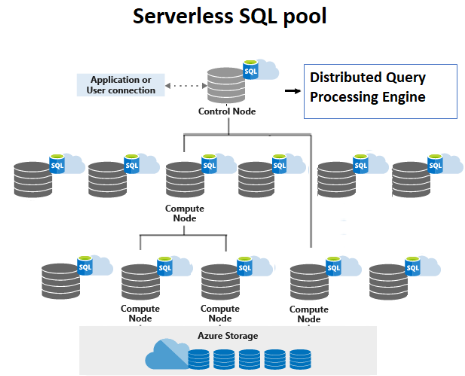 Serverless SQL pool
SQL
Application or
User connection
Control Node
Distributed Query
Processing Engine
SQL SQL SQL SQL SQL SQL
Compute
Node
SQL SQL SQL SQL SQL
Compute Compute Compute
Node Node Node
Azure Storage